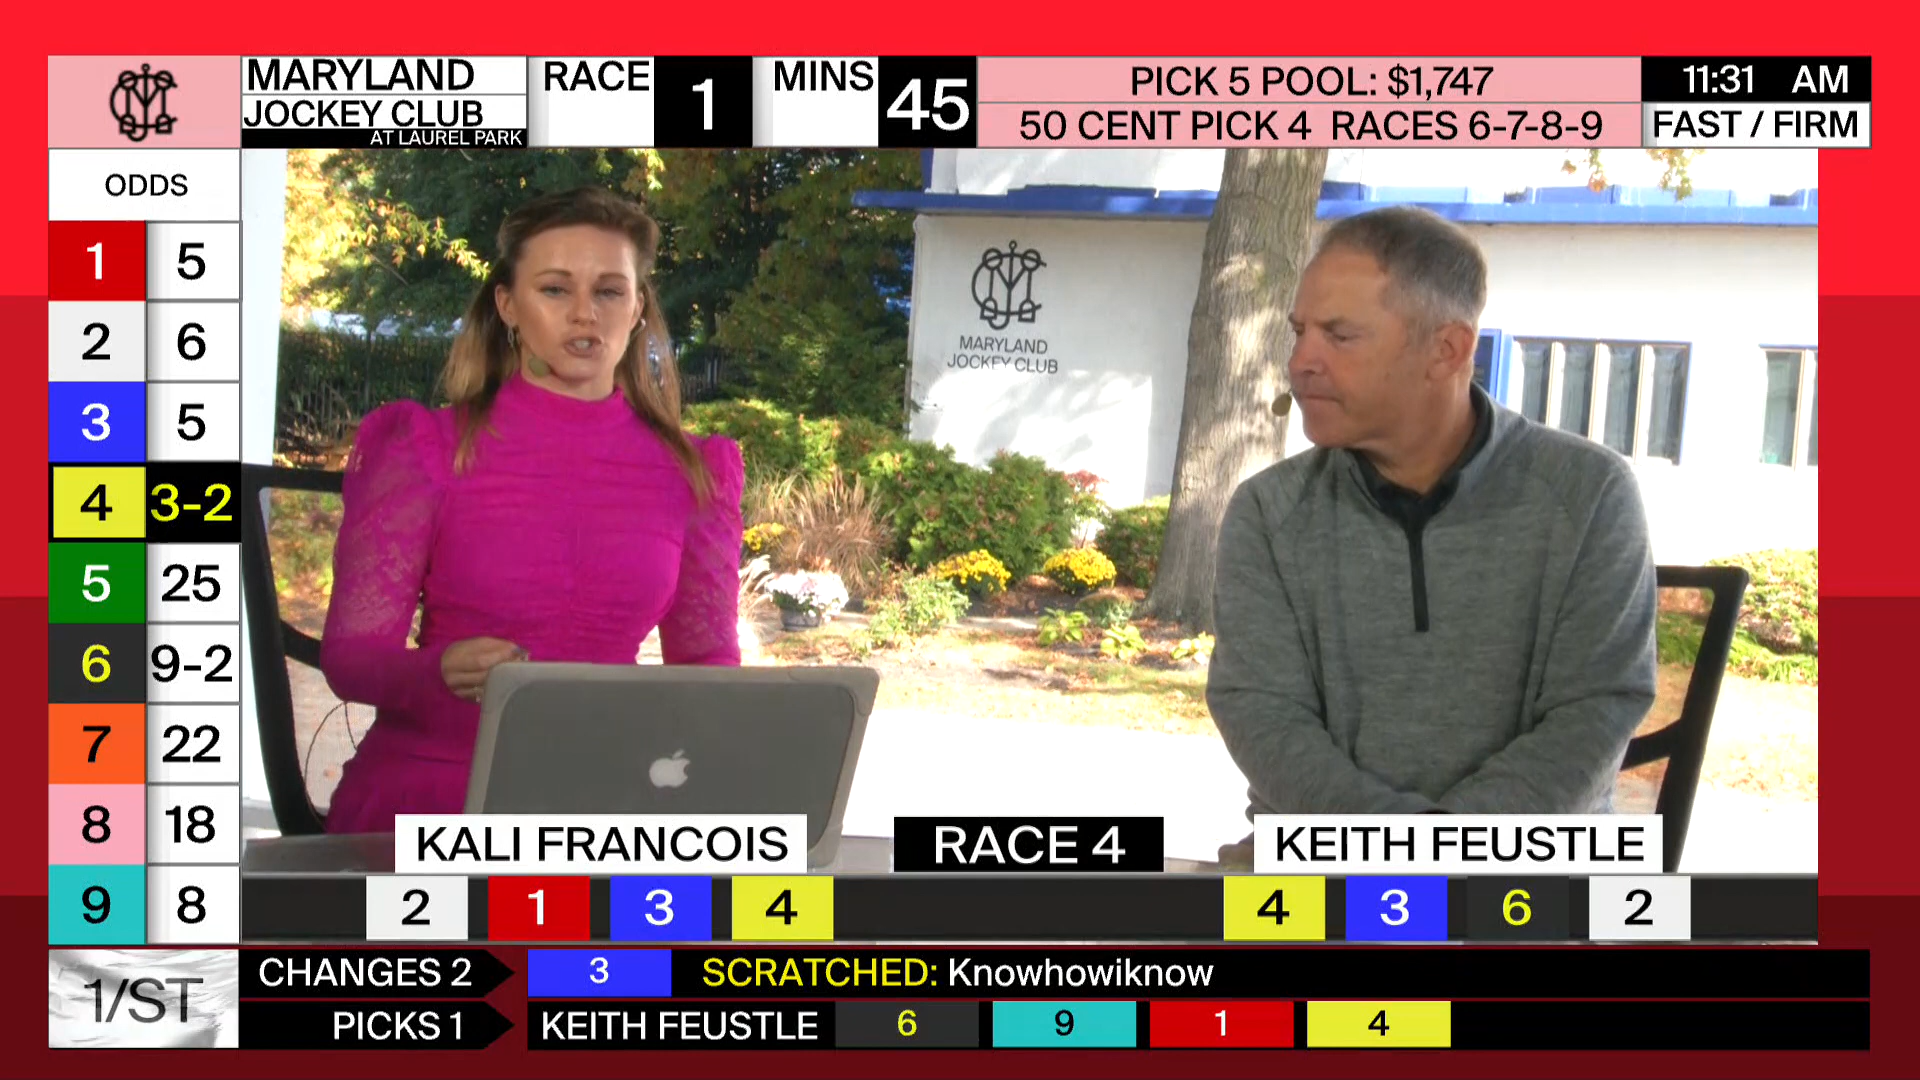 MARYLAND
JOCKEY CLUB
AT LAUREL PARK
RACE 1
MINS 45
PICK 5 POOL: $1,747
50 CENT PICK 4 RACES 6-7-8-9
11:31 AM
FAST / FIRM
ODDS
1 5
2 6
3 5
4 3-2
5 25
6 9-2
7 22
8 18
9 8
MARYLAND
JOCKEY CLUB
KALI FRANCOIS
RACE 4
KEITH FEUSTLE
2 1 3 4
4 3 6 2
1/ST
CHANGES 2
3 SCRATCHED: Knowhowiknow
PICKS 1
KEITH FEUSTLE 6 9 1 4